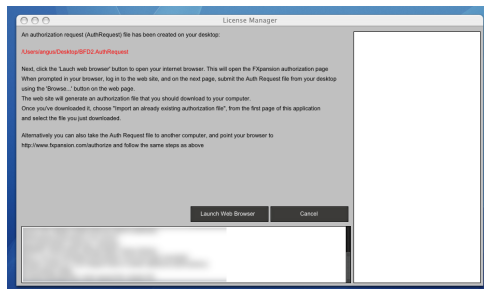 License Manager
An authorization request (AuthRequest) file has been created on your desktop:
/Users/angus/Desktop/BFD2.AuthRequest
Next, click the 'Lauch web browser' button to open your internet browser. This will open the FXpansion authorization page
When prompted in your browser, log in to the web site, and on the next page, submit the Auth Request file from your desktop
using the 'Browse...' button on the web page.
The web site will generate an authorization file that you should download to your computer.
Once you've downloaded it, choose "Import an already existing authorization file", from the first page of this application
and select the file you just downloaded.
Alternatively you can also take the Auth Request file to another computer, and point your browser to
http://www.fxpansion.com/authorize and follow the same steps as above
Launch Web Browser
Cancel